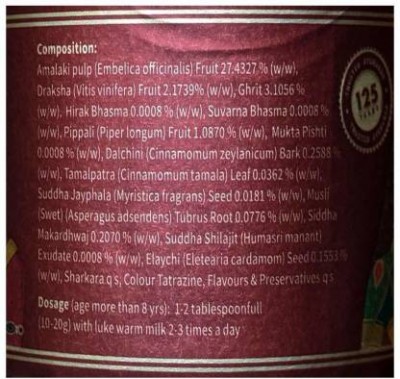 Composition:
Amalaki pulp (Embelica officinalis) Fruit 27.4327 % (w/w),
Draksha (Vitis vinifera) Fruit 2.1739% (w/w), Ghrit 3.1056 %
(w/w), Hirak Bhasma 0.0008 % (w/w), Suvarna Bhasma 0.0008 %
(w/w), Pippali (Piper longum) Fruit 1.0870 % (w/w), Mukta Pishti
0.0008 % (w/w), Dalchini (Cinnamomum zeylanicum) Bark 0.2588 %
(w/w), Tamalpatra (Cinnamomum tamala) Leaf 0.0362 % (w/w),
Suddha Jayphala (Myristica fragrans) Seed 0.0181 % (w/w), Musli
(Swet) (Asparagus adsendens) Tubrus Root 0.0776 % (w/w), Siddha
Makardhwaj 0.2070 % (w/w), Suddha Shilajit (Humasri manant)
Exudate 0.0008 % (w/w), Elaychi (Eletearia cardamom) Seed 0.1553 %
(w/w), Sharkara q s, Colour Tatrazine, Flavours & Preservatives q s
Dosage (age more than 8 yrs): 1-2 tablespoonfull
(10-20g) with luke warm milk 2-3 times a day
125
YEARS